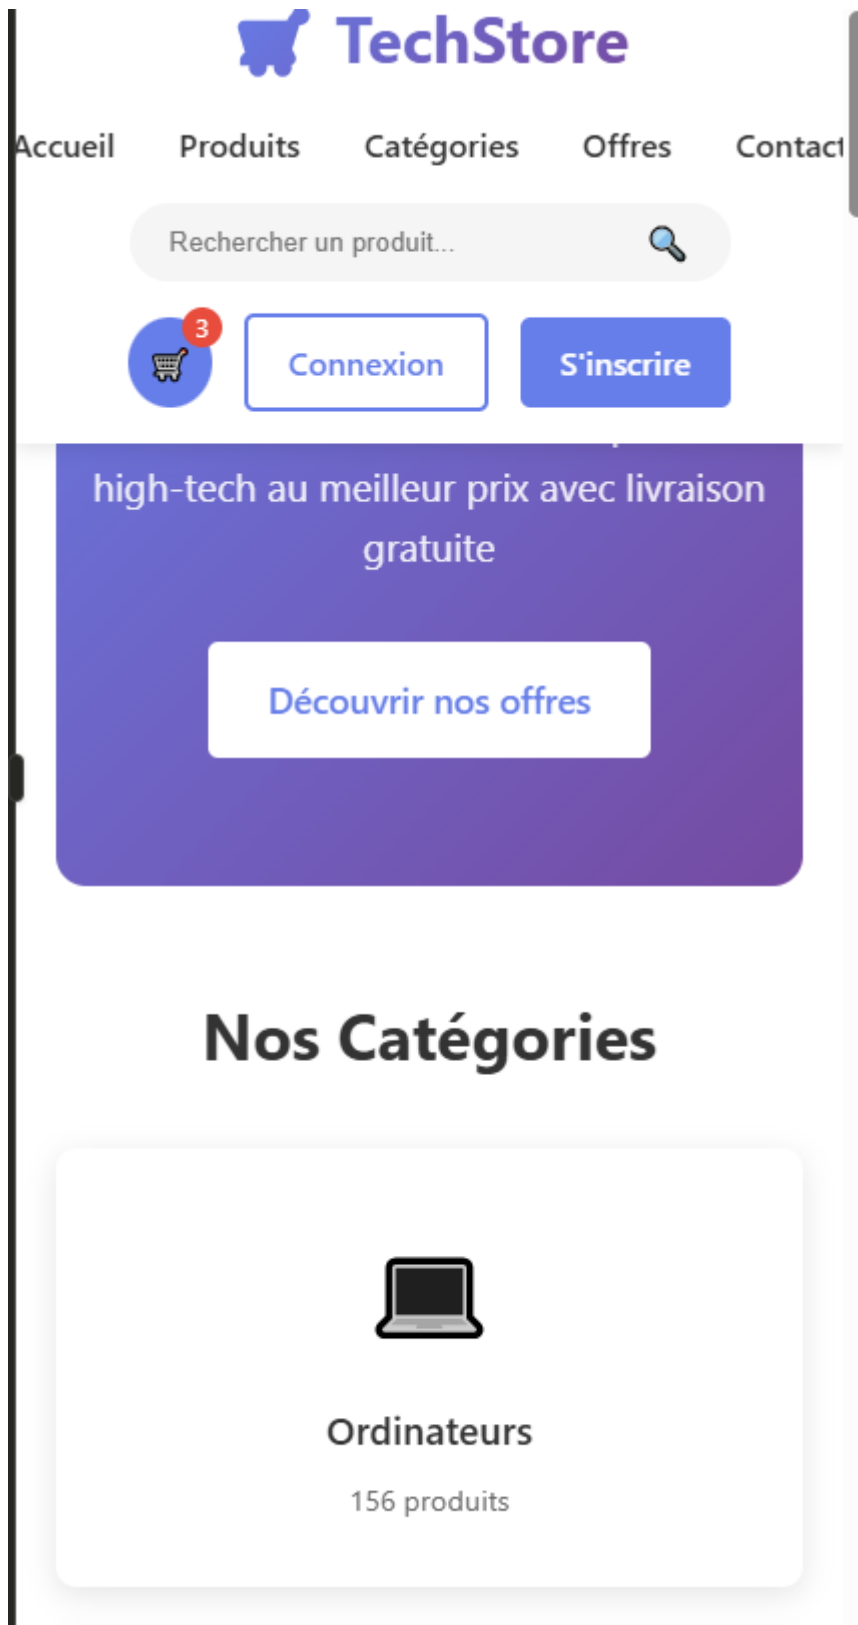 TechStore
Accueil Produits Catégories Offres Contact
Rechercher un produit...
3
Connexion
S'inscrire
high-tech au meilleur prix avec livraison
gratuite
Découvrir nos offres
Nos Catégories
Ordinateurs
156 produits